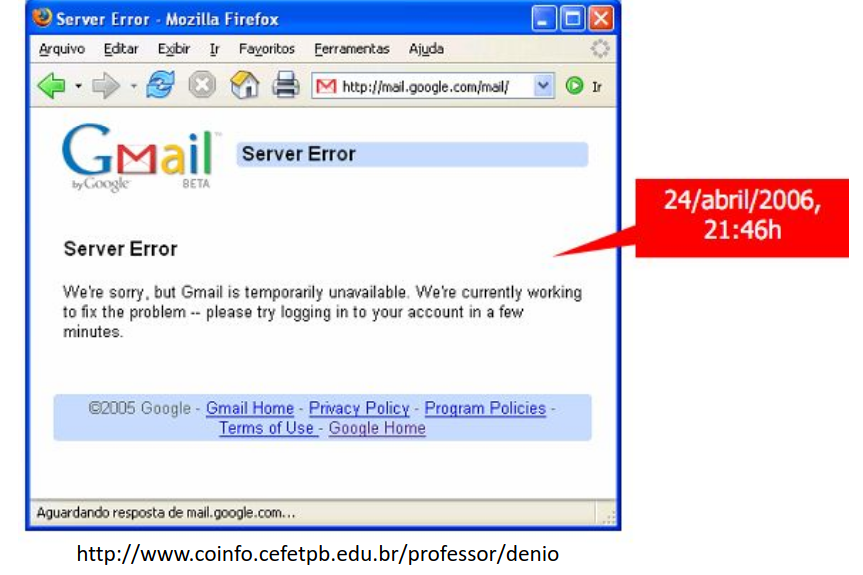 Server Error - Mozilla Firefox
Arquivo Editar Exibir Ir Favoritos Ferramentas Ajuda
http://mail.google.com/mail/ Ir
Gmail
by Google BETA
Server Error
24/abril/2006,
21:46h
Server Error
We're sorry, but Gmail is temporarily unavailable. We're currently working
to fix the problem -- please try logging in to your account in a few
minutes.
©2005 Google - Gmail Home - Privacy Policy - Program Policies -
Terms of Use - Google Home
Aguardando resposta de mail.google.com...
http://www.coinfo.cefetpb.edu.br/professor/denio